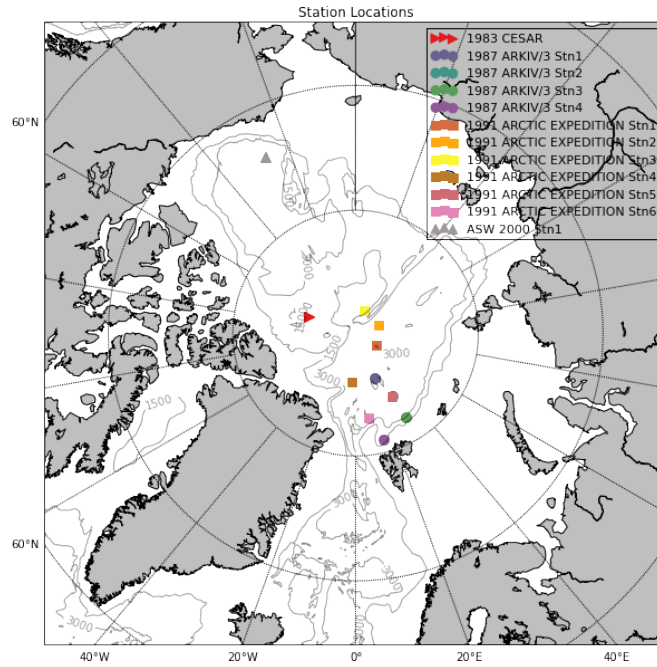 Station Locations
1983 CESAR
1987 ARKIV/3 Stn1
1987 ARKIV/3 Stn2
1987 ARKIV/3 Stn3
1987 ARKIV/3 Stn4
1991 ARCTIC EXPEDITION Stn1
1991 ARCTIC EXPEDITION Stn2
1991 ARCTIC EXPEDITION Stn3
1991 ARCTIC EXPEDITION Stn4
1991 ARCTIC EXPEDITION Stn5
1991 ARCTIC EXPEDITION Stn6
ASW 2000 Stn1
60°N
1500
3000
3000
1500
3000
1500
3000
60°N
3000
40°W
20°W
0°
20°E
40°E